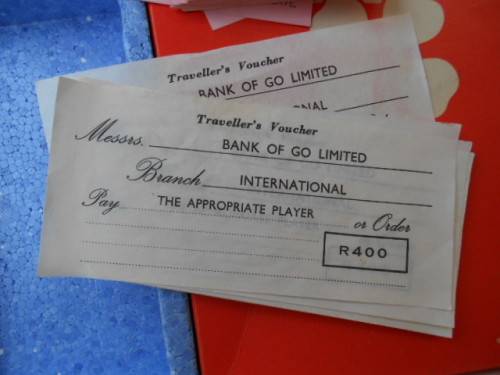 Traveller's Voucher
BANK OF GO LIMITED
Traveller's Voucher
Messrs. BANK OF GO LIMITED
Branch INTERNATIONAL
Pay THE APPROPRIATE PLAYER
or Order
R400